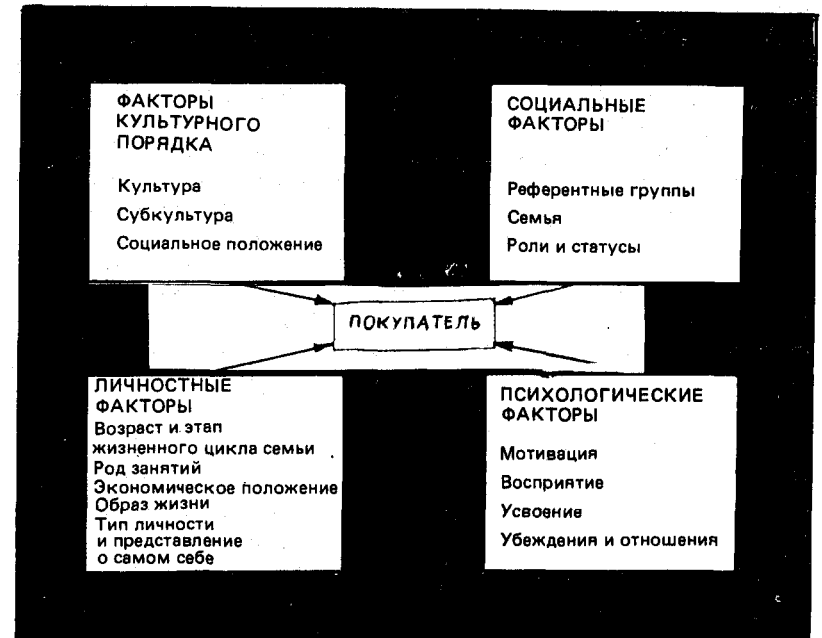 ФАКТОРЫ
КУЛЬТУРНОГО
ПОРЯДКА
Культура
Субкультура
Социальное положение
СОЦИАЛЬНЫЕ
ФАКТОРЫ
Референтные группы
Семья
Роли и статусы
ПОКУПАТЕЛЬ
ЛИЧНОСТНЫЕ
ФАКТОРЫ
Возраст и этап
жизненного цикла семьи
Род занятий
Экономическое положение
Образ жизни
Тип личности
и представление
о самом себе
ПСИХОЛОГИЧЕСКИЕ
ФАКТОРЫ
Мотивация
Восприятие
Усвоение
Убеждения и отношения